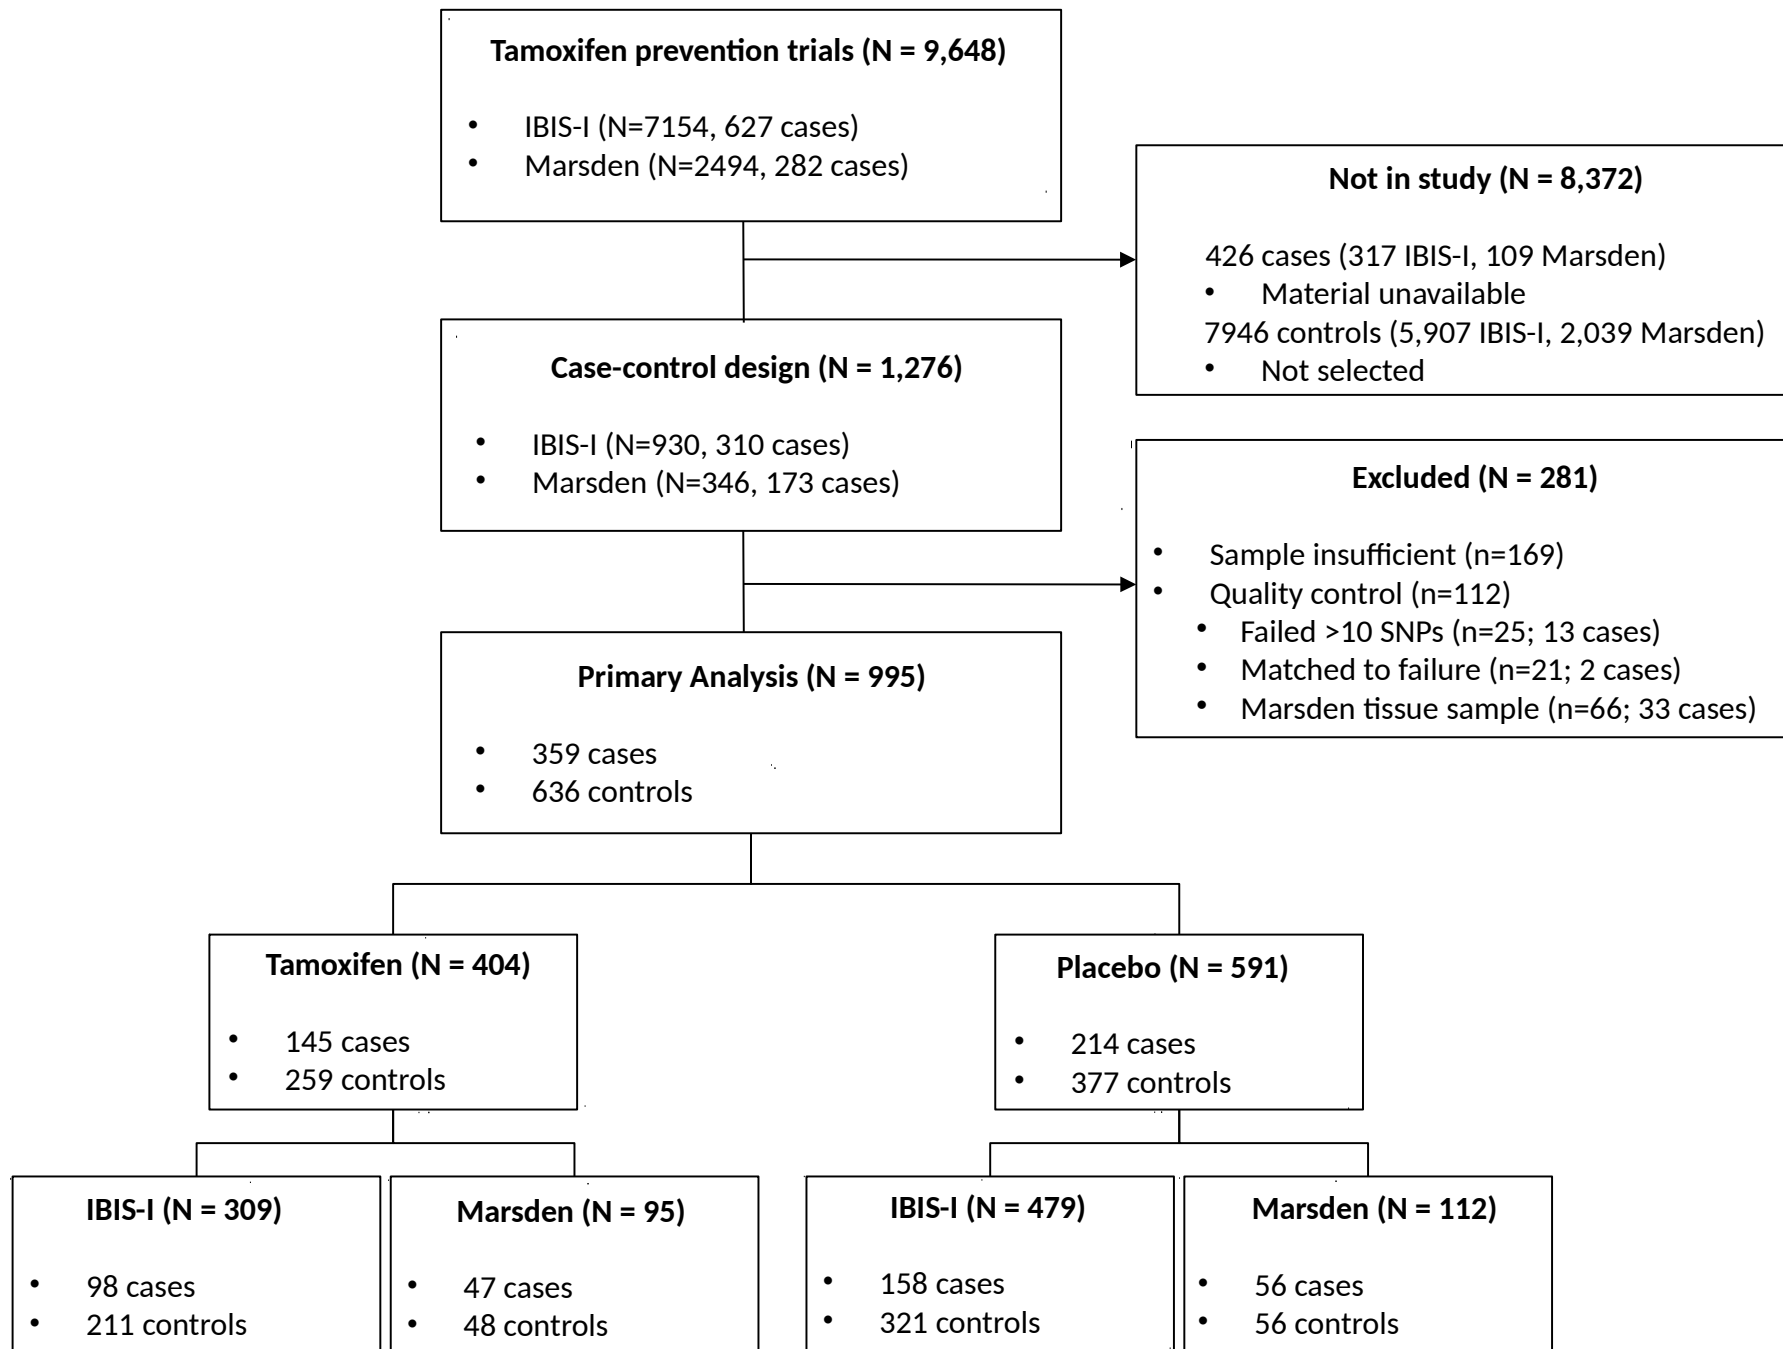 Tamoxifen prevention trials (N = 9,648)
• IBIS-I (N=7154, 627 cases)
• Marsden (N=2494, 282 cases)
Not in study (N = 8,372)
426 cases (317 IBIS-I, 109 Marsden)
• Material unavailable
7946 controls (5,907 IBIS-I, 2,039 Marsden)
• Not selected
Case-control design (N = 1,276)
• IBIS-I (N=930, 310 cases)
• Marsden (N=346, 173 cases)
Excluded (N = 281)
• Sample insufficient (n=169)
• Quality control (n=112)
• Failed >10 SNPs (n=25; 13 cases)
• Matched to failure (n=21; 2 cases)
• Marsden tissue sample (n=66; 33 cases)
Primary Analysis (N = 995)
• 359 cases
• 636 controls
Tamoxifen (N = 404)
• 145 cases
• 259 controls
Placebo (N = 591)
• 214 cases
• 377 controls
IBIS-I (N = 309)
• 98 cases
• 211 controls
Marsden (N = 95)
• 47 cases
• 48 controls
IBIS-I (N = 479)
• 158 cases
• 321 controls
Marsden (N = 112)
• 56 cases
• 56 controls